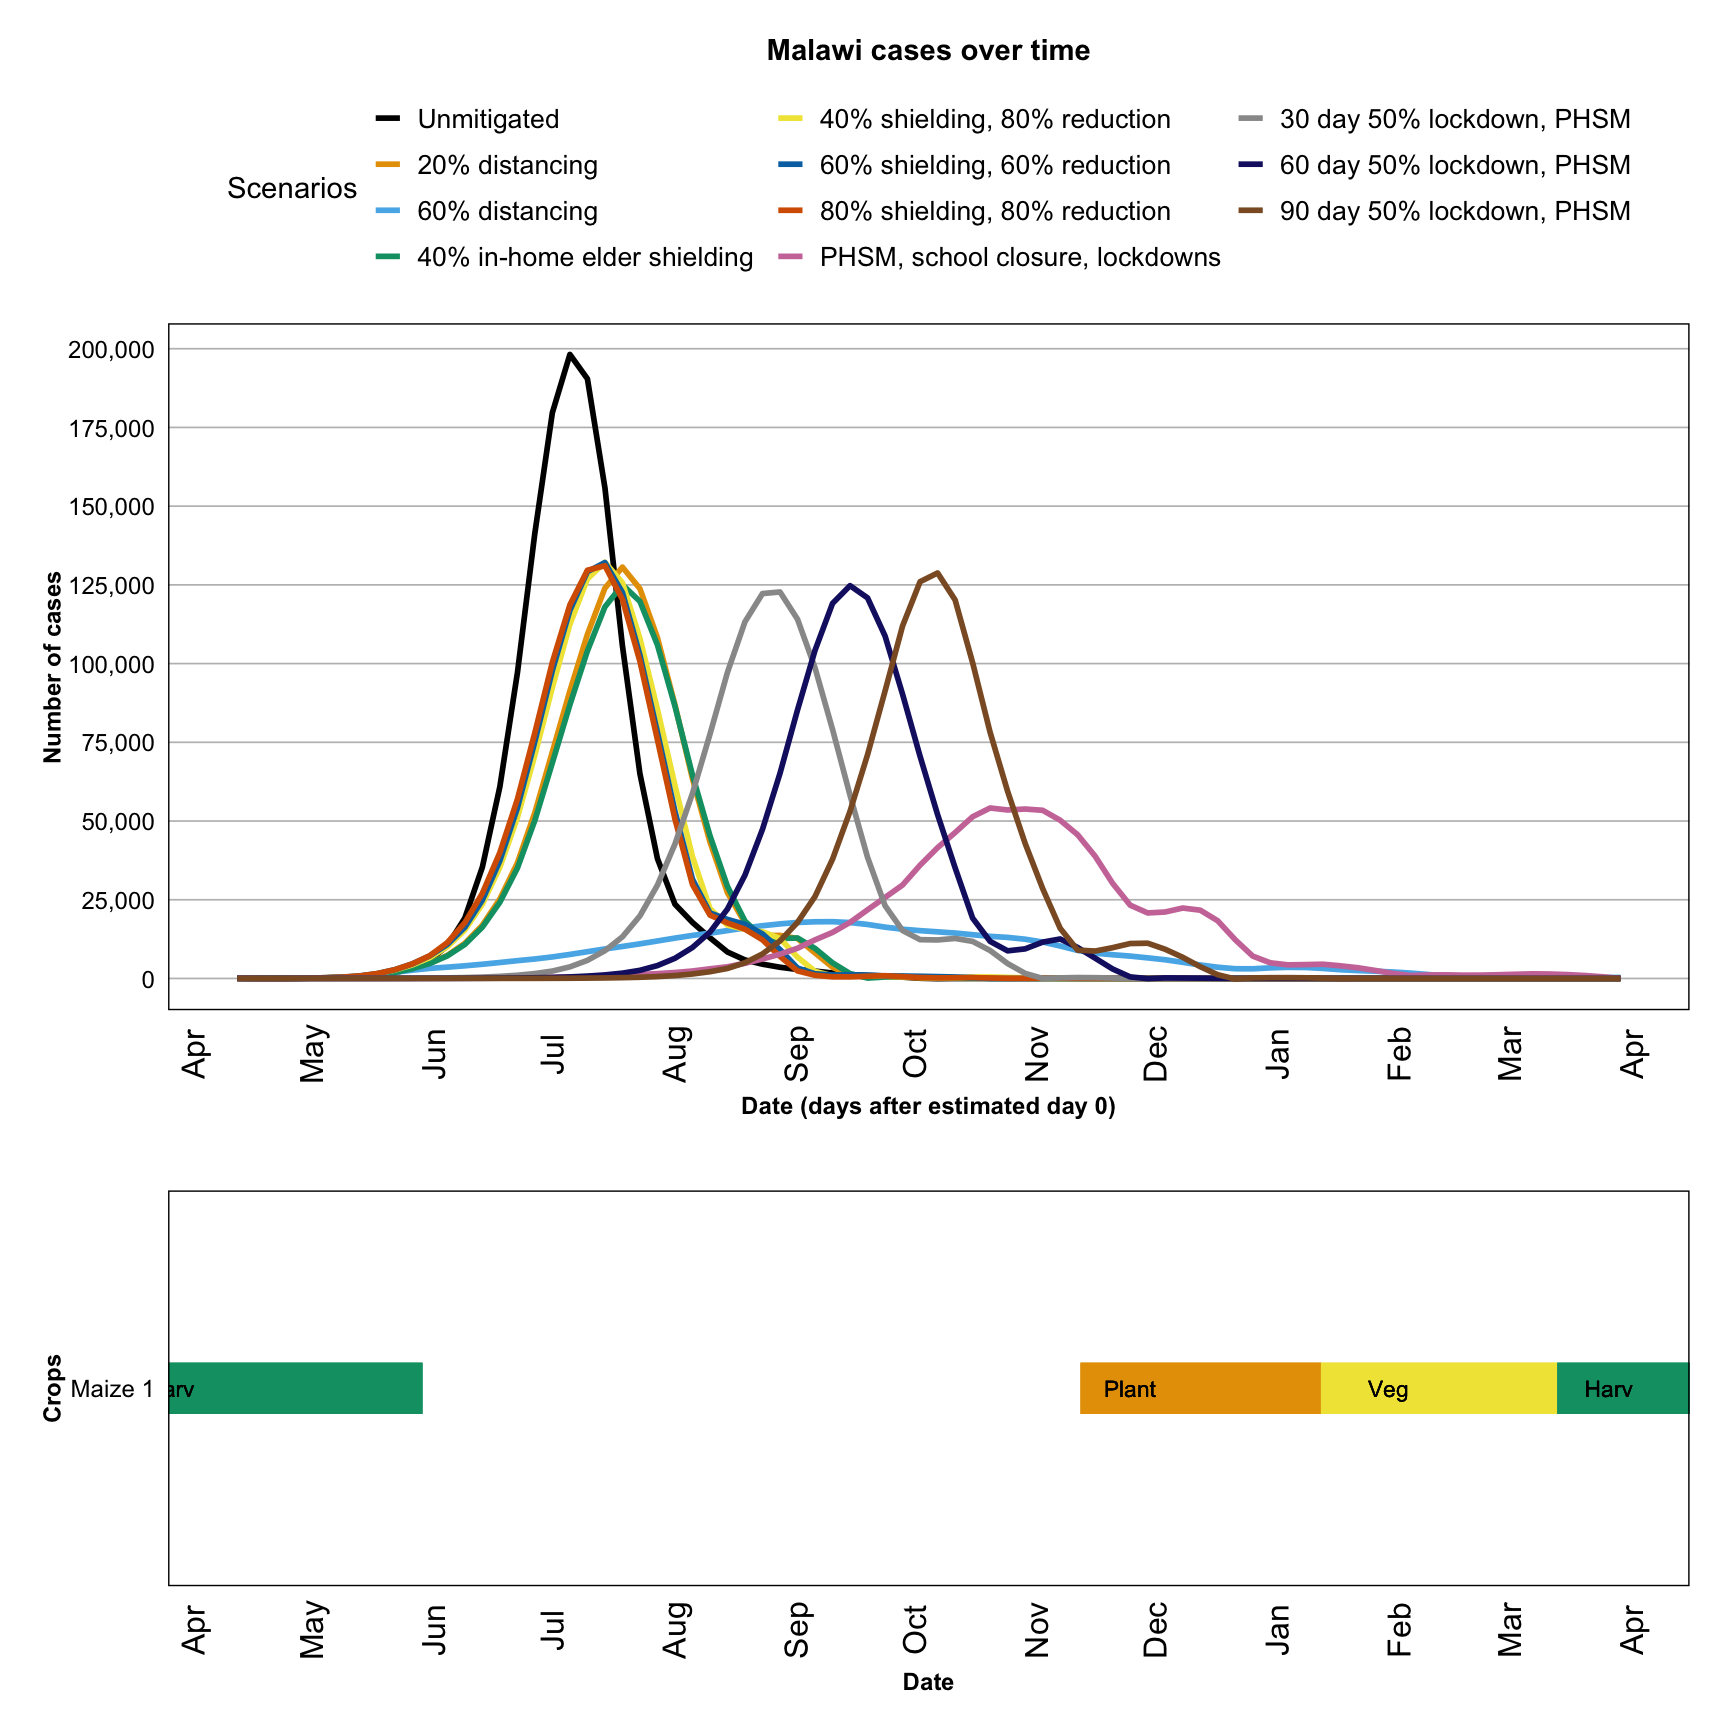 Malawi cases over time
Scenarios
Unmitigated
20% distancing
60% distancing
40% in-home elder shielding
40% shielding, 80% reduction
60% shielding, 60% reduction
80% shielding, 80% reduction
PHSM, school closure, lockdowns
30 day 50% lockdown, PHSM
60 day 50% lockdown, PHSM
90 day 50% lockdown, PHSM
Number of cases
200,000
175,000
150,000
125,000
100,000
75,000
50,000
25,000
0
Apr May Jun Jul Aug Sep Oct Nov Dec Jan Feb Mar Apr
Date (days after estimated day 0)
Crops
Maize 1 arv Plant Veg Harv
Apr May Jun Jul Aug Sep Oct Nov Dec Jan Feb Mar Apr
Date